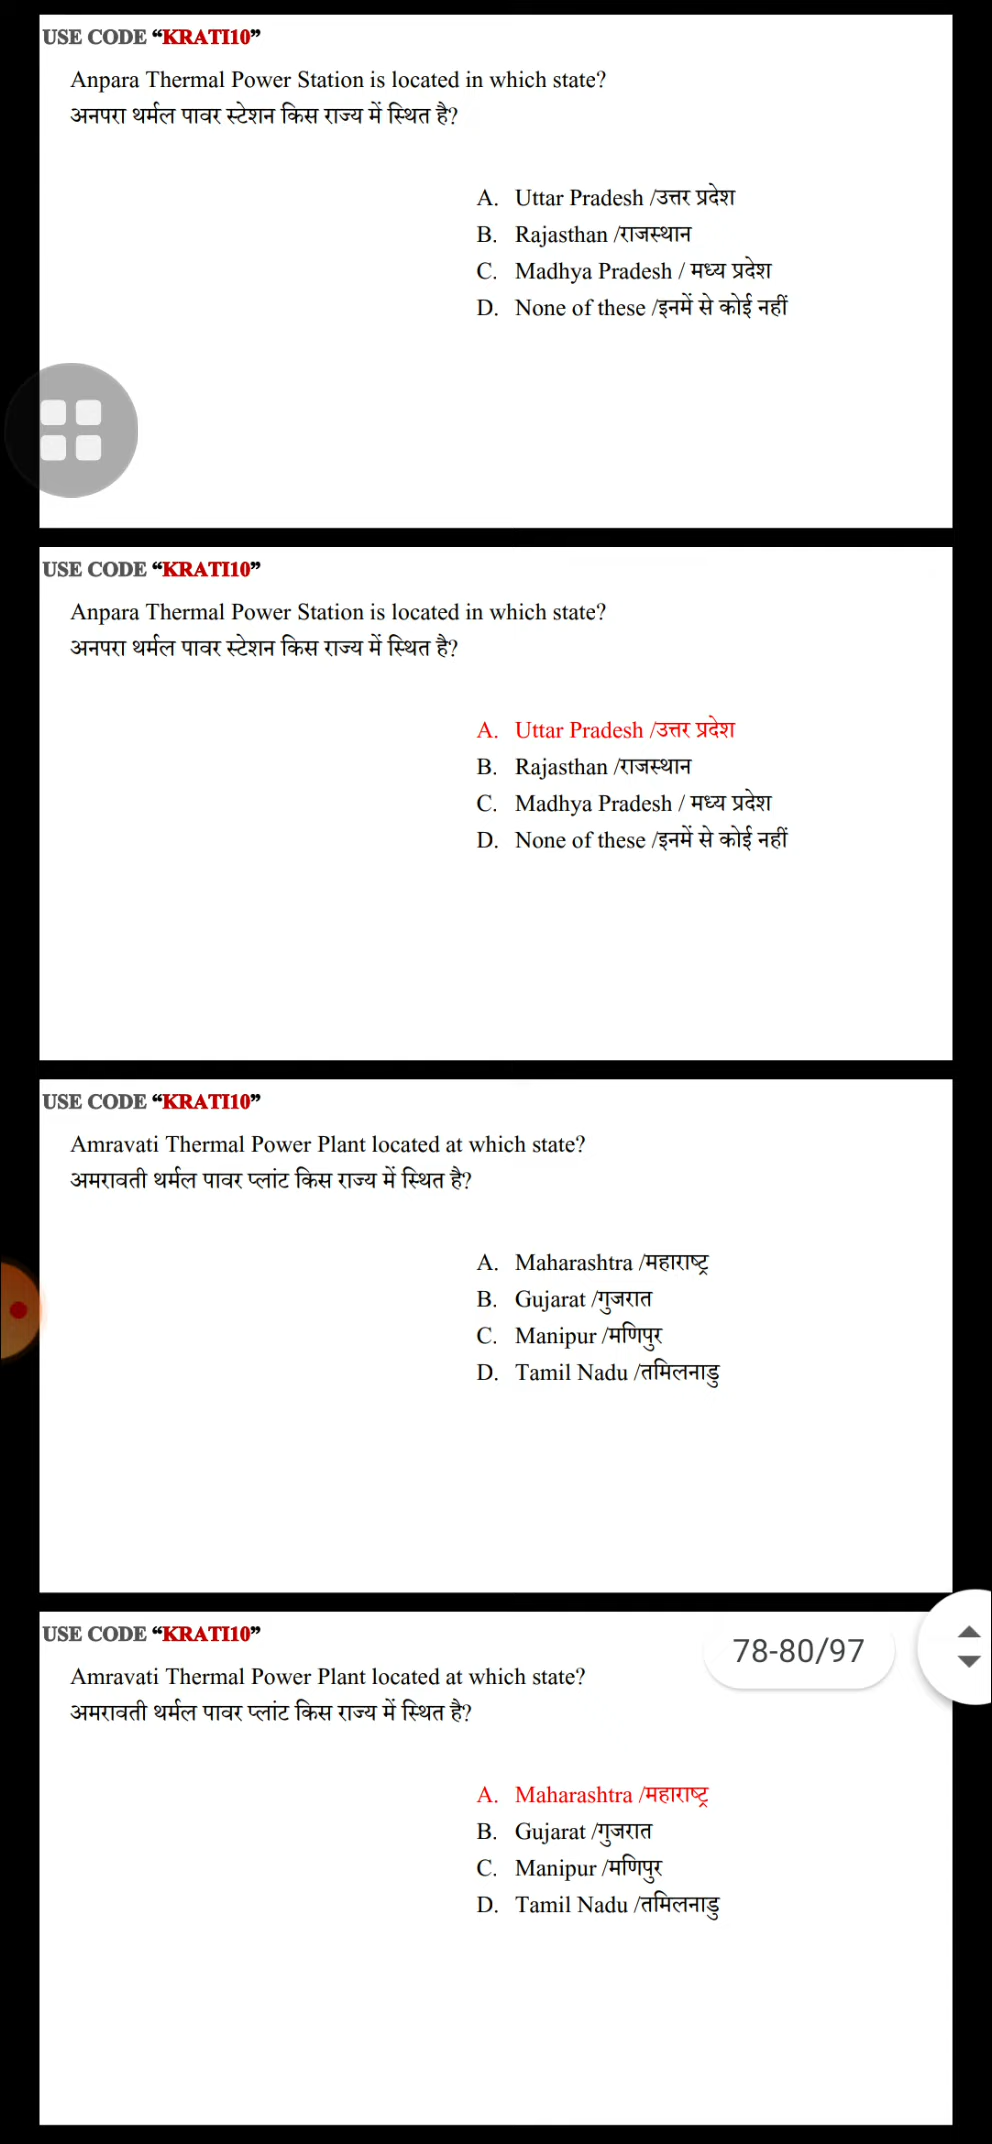 USE CODE “KRATI10”
Anpara Thermal Power Station is located in which state?
अनपरा थर्मल पावर स्टेशन किस राज्य में स्थित है?
A. Uttar Pradesh /उत्तर प्रदेश
B. Rajasthan /राजस्थान
C. Madhya Pradesh / मध्य प्रदेश
D. None of these /इनमें से कोई नहीं
USE CODE “KRATI10”
Anpara Thermal Power Station is located in which state?
अनपरा थर्मल पावर स्टेशन किस राज्य में स्थित है?
A. Uttar Pradesh /उत्तर प्रदेश
B. Rajasthan /राजस्थान
C. Madhya Pradesh / मध्य प्रदेश
D. None of these /इनमें से कोई नहीं
USE CODE “KRATI10”
Amravati Thermal Power Plant located at which state?
अमरावती थर्मल पावर प्लांट किस राज्य में स्थित है?
A. Maharashtra /महाराष्ट्र
B. Gujarat /गुजरात
C. Manipur /मणिपुर
D. Tamil Nadu /तमिलनाडु
USE CODE “KRATI10”
78-80/97
Amravati Thermal Power Plant located at which state?
अमरावती थर्मल पावर प्लांट किस राज्य में स्थित है?
A. Maharashtra /महाराष्ट्र
B. Gujarat /गुजरात
C. Manipur /मणिपुर
D. Tamil Nadu /तमिलनाडु